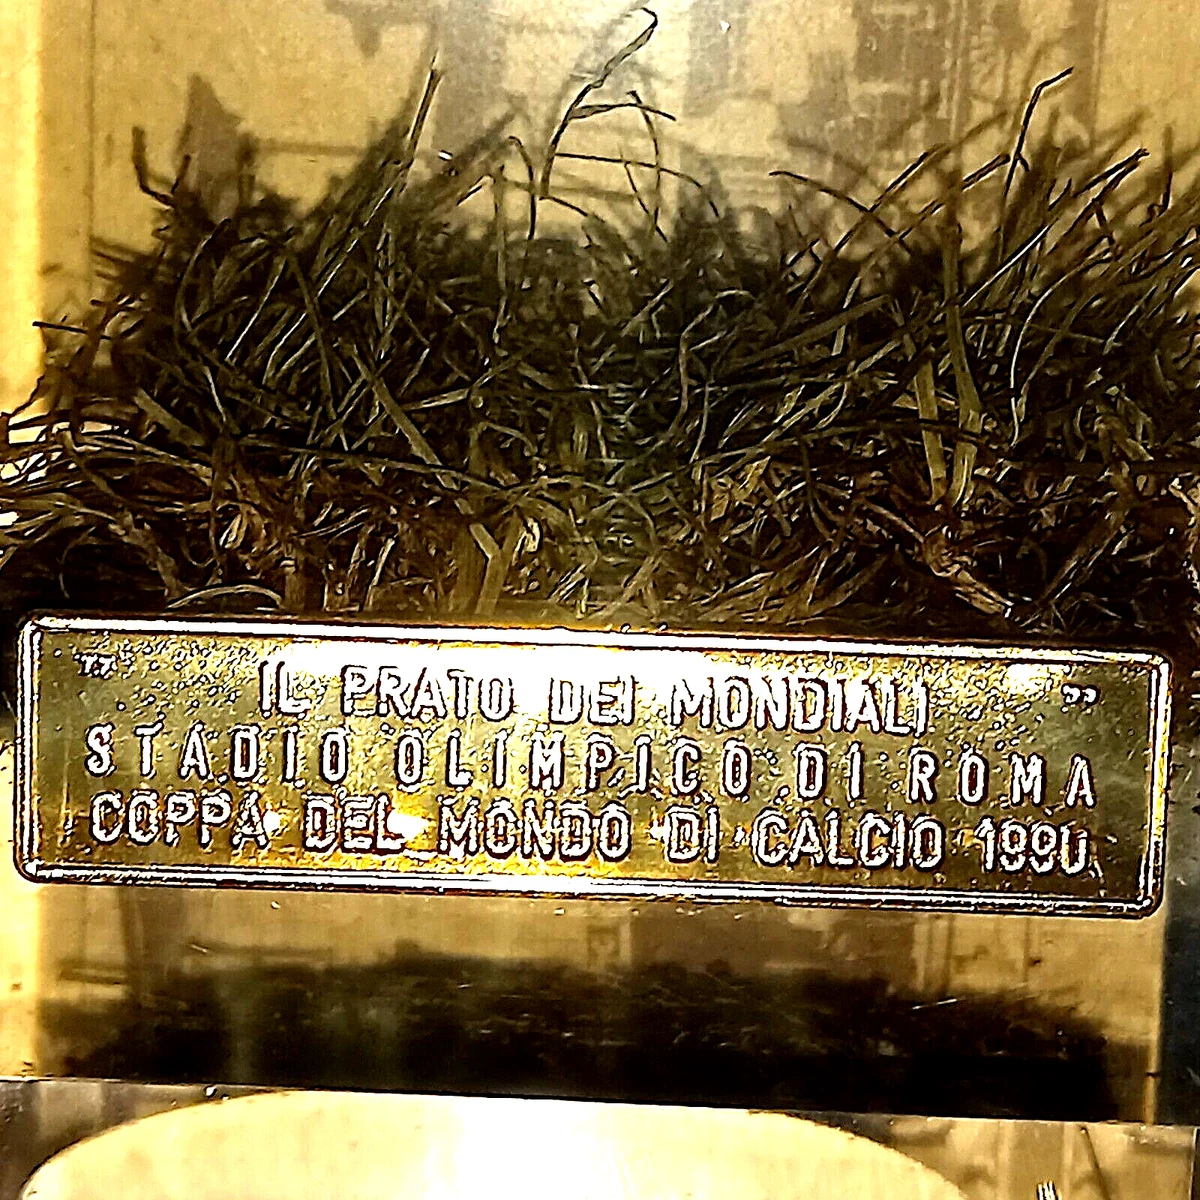 " IL PRATO DEI MONDIALI "
STADIO OLIMPICO DI ROMA
COPPA DEL MONDO DI CALCIO 1990